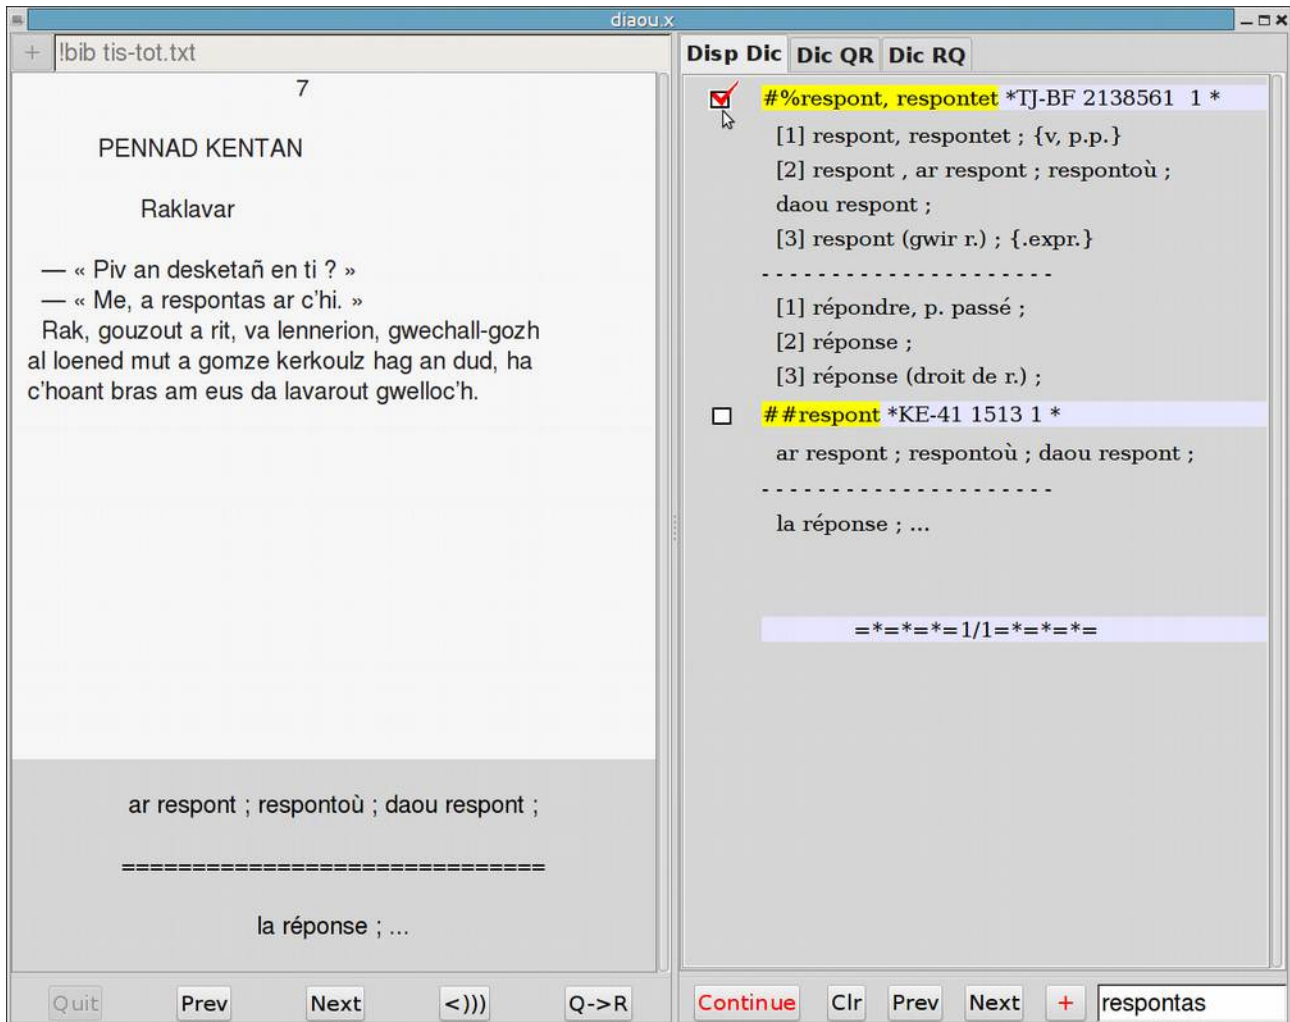 diaou.x
+ !bib tis-tot.txt
7
PENNAD KENTAN
Raklavar
— « Piv an desketañ en ti ? »
— « Me, a respontas ar c'hi. »
Rak, gouzout a rit, va lennerion, gwechall-gozh
al loened mut a gomze kerkoulz hag an dud, ha
c'hoant bras am eus da lavarout gwelloc'h.
ar respont ; respontoù ; daou respont ;
==============================
la réponse ; ...
Quit Prev Next <))) Q->R
Disp Dic Dic QR Dic RQ
#%respont, respontet *TJ-BF 2138561 1 *
[1] respont, respontet ; {v, p.p.}
[2] respont , ar respont ; respontoù ;
daou respont ;
[3] respont (gwir r.) ; {.expr.}
- - - - - - - - - - - - - - - - - - - - -
[1] répondre, p. passé ;
[2] réponse ;
[3] réponse (droit de r.) ;
##respont *KE-41 1513 1 *
ar respont ; respontoù ; daou respont ;
- - - - - - - - - - - - - - - - - - - - -
la réponse ; ...
=*=*=*=1/1=*=*=*=
Continue Clr Prev Next + respontas